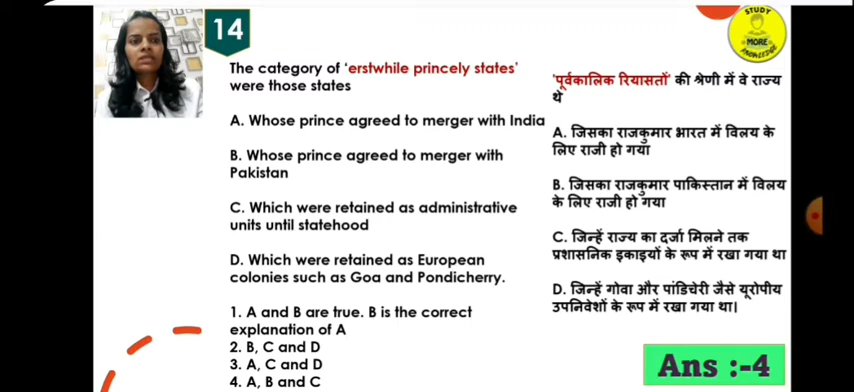 14
STUDY
MORE
KNOWLEDGE
The category of ‘erstwhile princely states’
were those states
A. Whose prince agreed to merger with India
B. Whose prince agreed to merger with
Pakistan
C. Which were retained as administrative
units until statehood
D. Which were retained as European
colonies such as Goa and Pondicherry.
1. A and B are true. B is the correct
explanation of A
2. B, C and D
3. A, C and D
4. A, B and C
'पूर्वकालिक रियासतों' की श्रेणी में वे राज्य
थे
A. जिसका राजकुमार भारत में विलय के
लिए राजी हो गया
B. जिसका राजकुमार पाकिस्तान में विलय
के लिए राजी हो गया
C. जिन्हें राज्य का दर्जा मिलने तक
प्रशासनिक इकाइयों के रूप में रखा गया था
D. जिन्हें गोवा और पांडिचेरी जैसे यूरोपीय
उपनिवेशों के रूप में रखा गया था।
Ans :-4